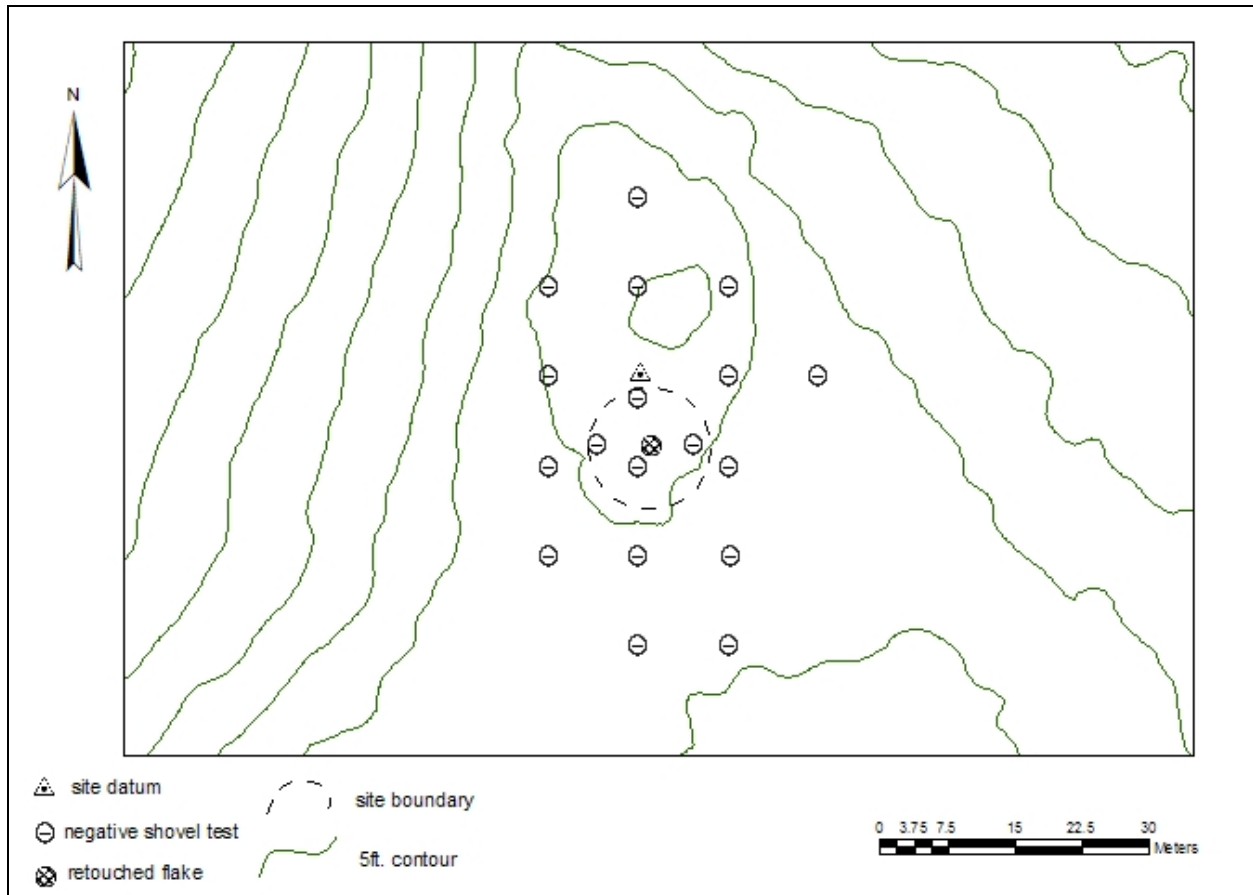 N
site datum
site boundary
negative shovel test
5ft. contour
retouched flake
0 3.75 7.5 15 22.5 30
Meters